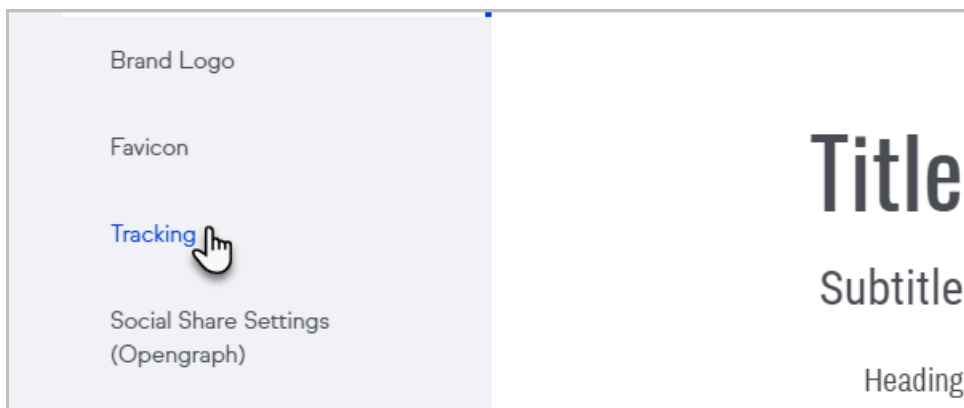 Brand Logo
Favicon
Tracking
Social Share Settings
(Opengraph)
Title
Subtitle
Heading